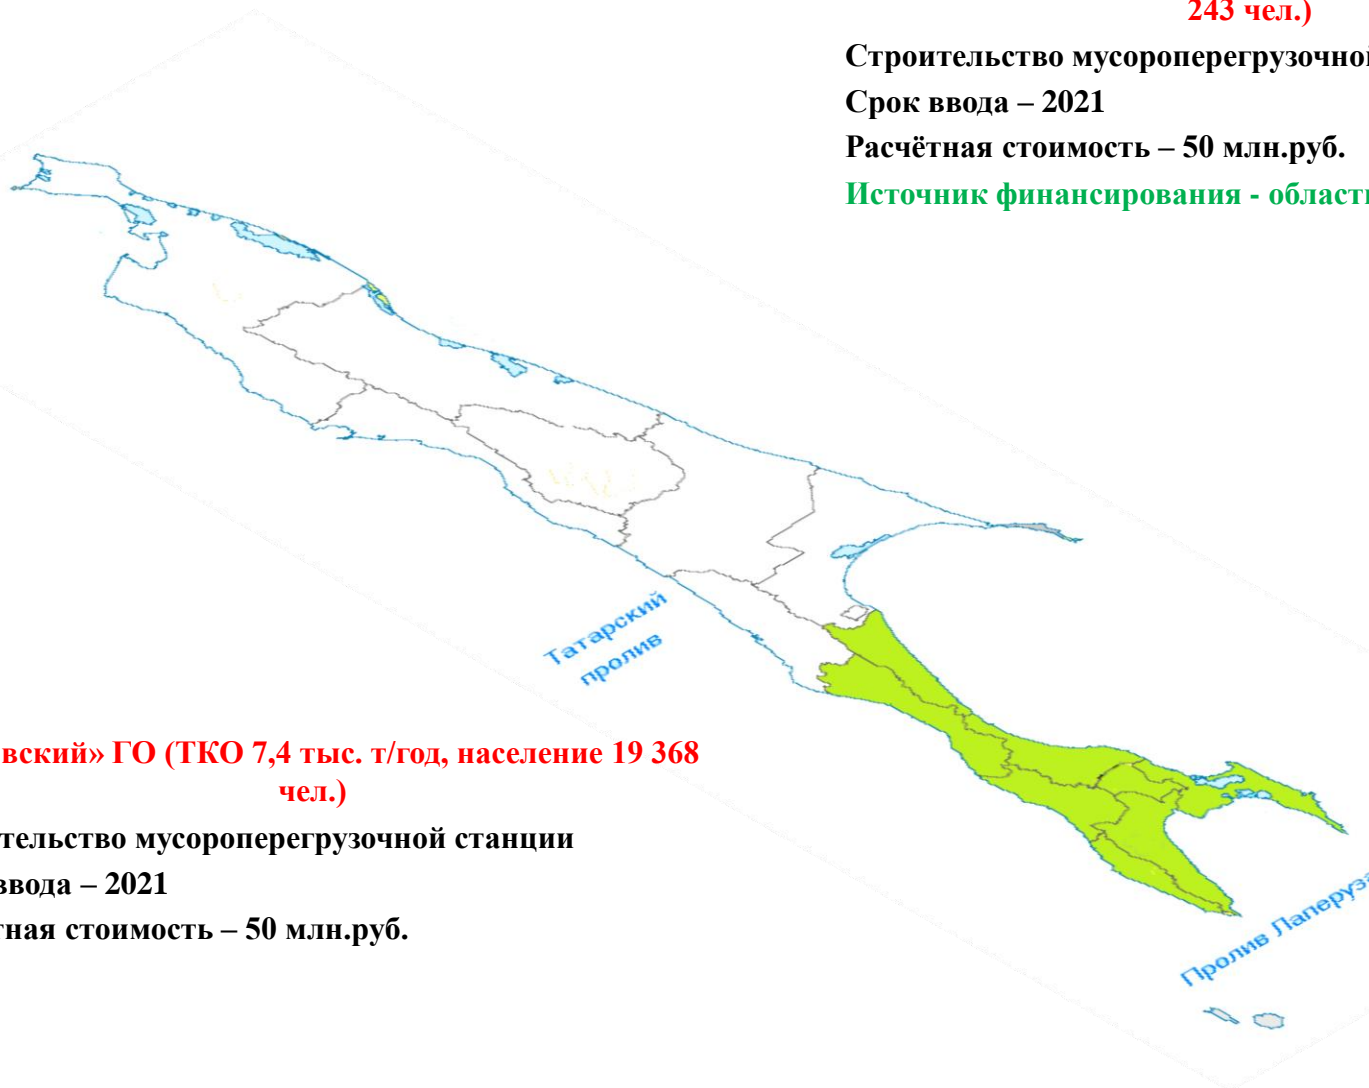 243 чел.)
Строительство мусороперегрузочной
Срок ввода – 2021
Расчётная стоимость – 50 млн.руб.
Источник финансирования - област
Татарский
пролив
вский» ГО (ТКО 7,4 тыс. т/год, население 19 368
чел.)
тельство мусороперегрузочной станции
ввода – 2021
тная стоимость – 50 млн.руб.
Пролив Лаперуза